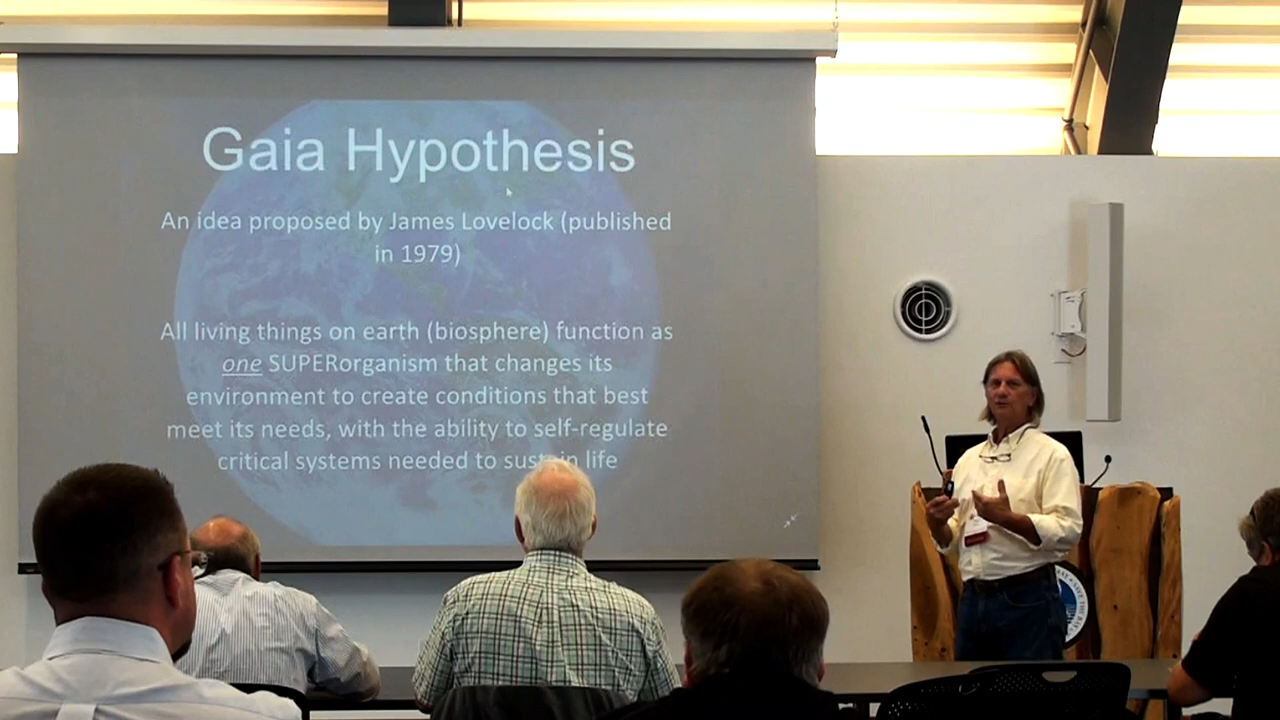 Gaia Hypothesis
An idea proposed by James Lovelock (published
in 1979)
All living things on earth (biosphere) function as
one SUPERorganism that changes its
environment to create conditions that best
meet its needs, with the ability to self-regulate
critical systems needed to sustain life